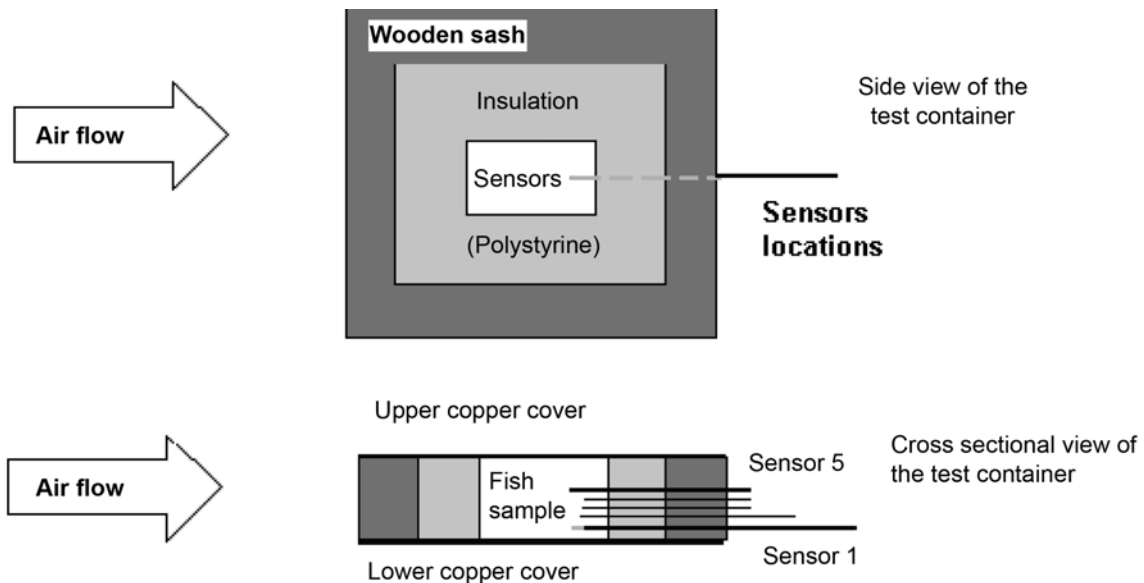 Wooden sash
Insulation
Side view of the
test container
Air flow
Sensors
Sensors
locations
(Polystyrine)
Upper copper cover
Cross sectional view of
the test container
Sensor 5
Air flow
Fish
sample
Sensor 1
Lower copper cover